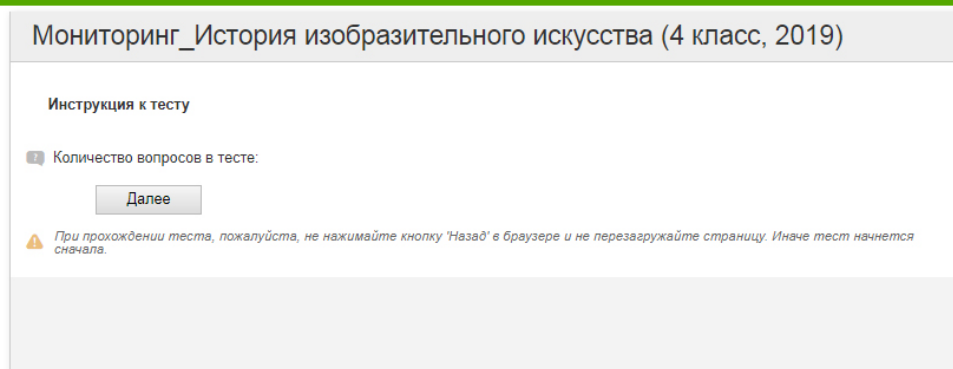 Мониторинг_История изобразительного искусства (4 класс, 2019)
Инструкция к тесту
Количество вопросов в тесте:
Далее
При прохождении теста, пожалуйста, не нажимайте кнопку 'Назад' в браузере и не перезагружайте страницу. Иначе тест начнется
сначала.